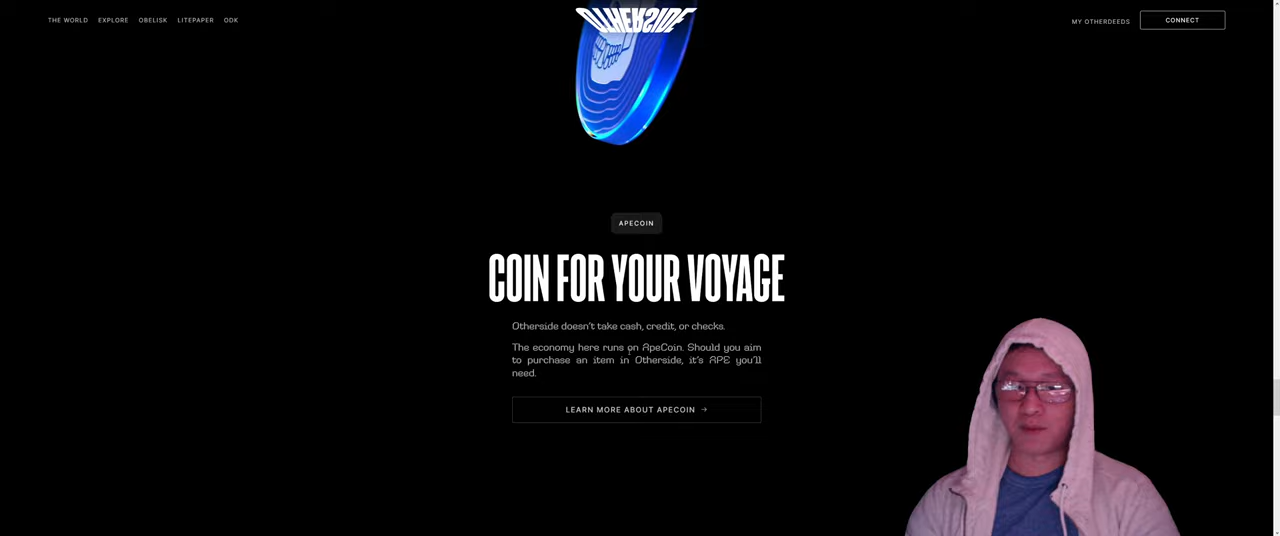 THE WORLD EXPLORE OBELISK LITEPAPER ODK
OTHERSIDE
MY OTHERDEEDS CONNECT
APECOIN
COIN FOR YOUR VOYAGE
Otherside doesn't take cash, credit, or checks.
The economy here runs on ApeCoin. Should you aim
to purchase an item in Otherside, it's APE you'll
need.
LEARN MORE ABOUT APECOIN →